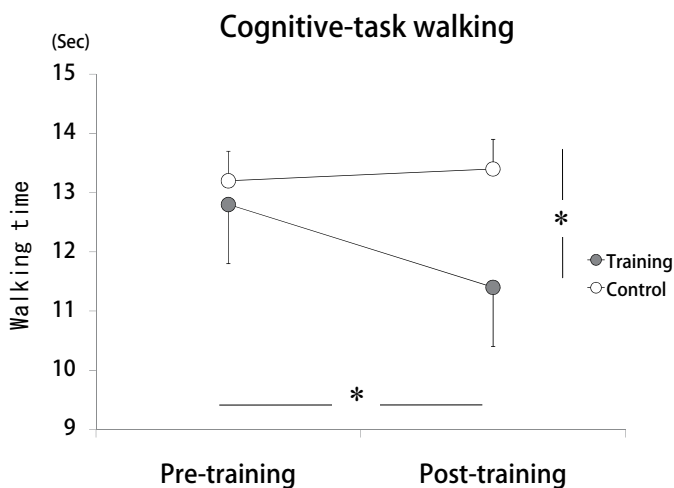 Cognitive-task walking
(Sec)
15
14
13
12
11
10
9
Walking time
*
Training
Control
*
Pre-training
Post-training